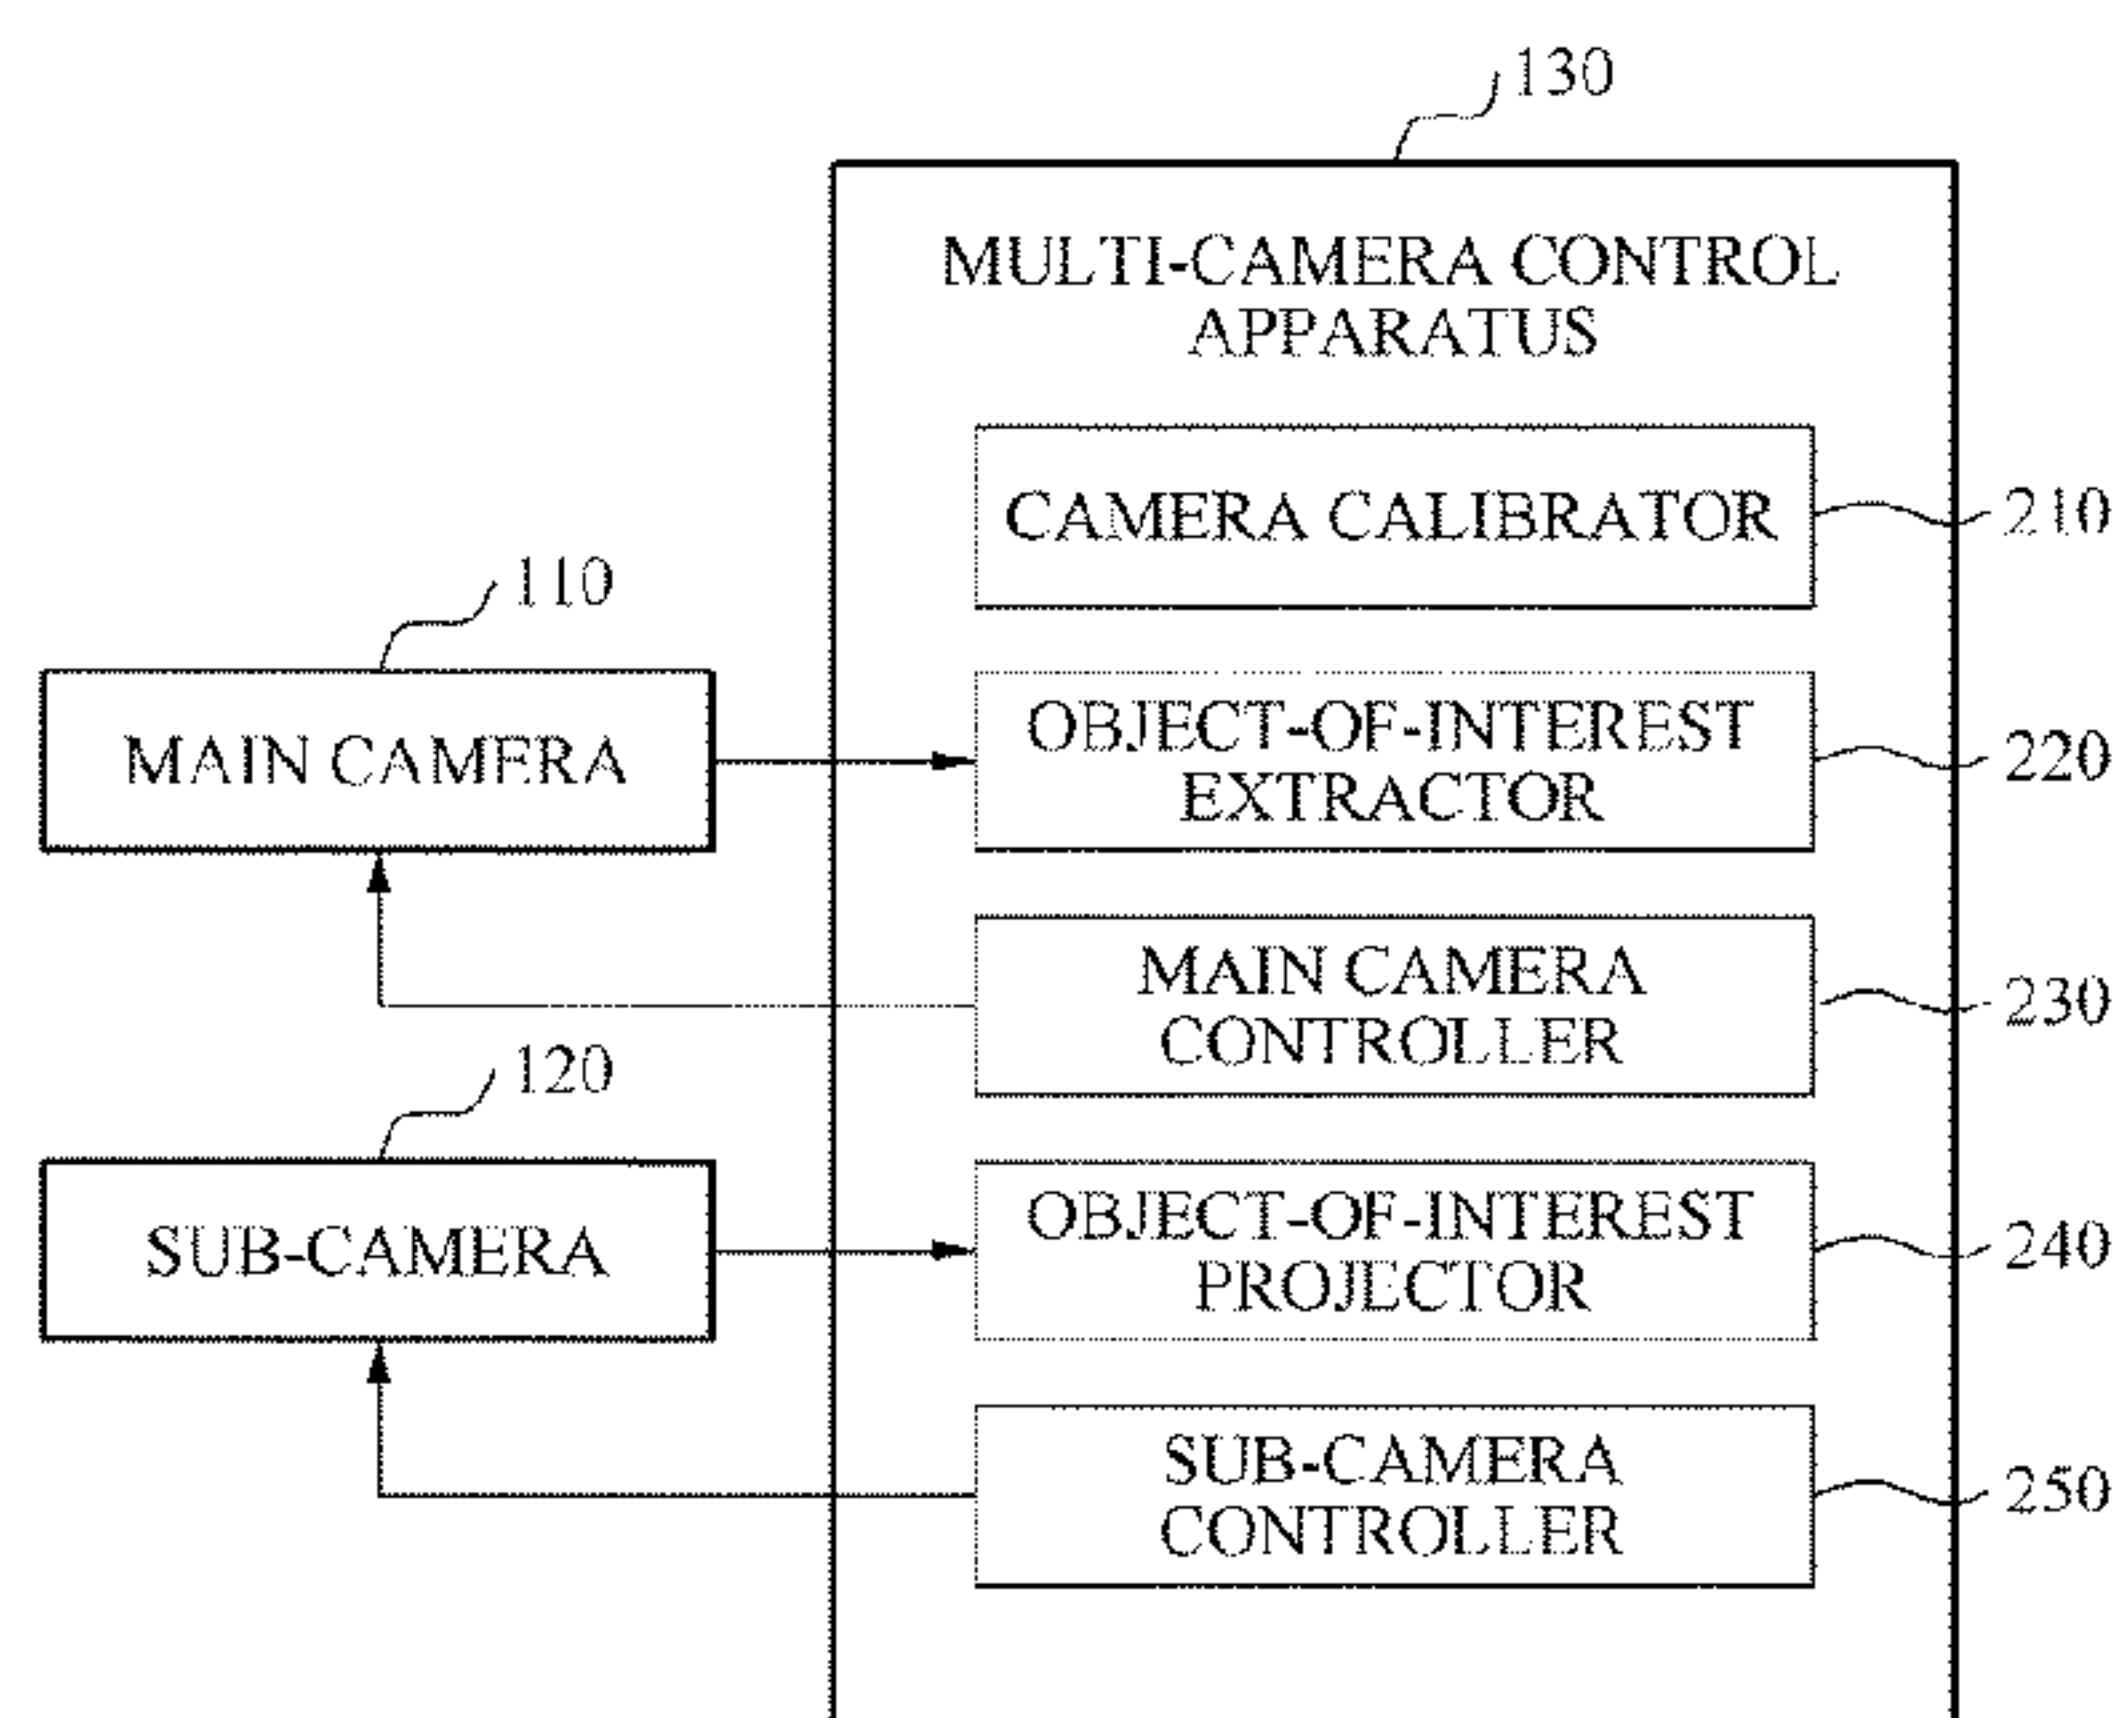 130
MULTI-CAMERA CONTROL
APPARATUS
CAMERA CALIBRATOR
210
110
MAIN CAMERA
OBJECT-OF-INTEREST
EXTRACTOR
220
MAIN CAMERA
CONTROLLER
230
120
SUB-CAMERA
OBJECT-OF-INTEREST
PROJECTOR
240
SUB-CAMERA
CONTROLLER
250